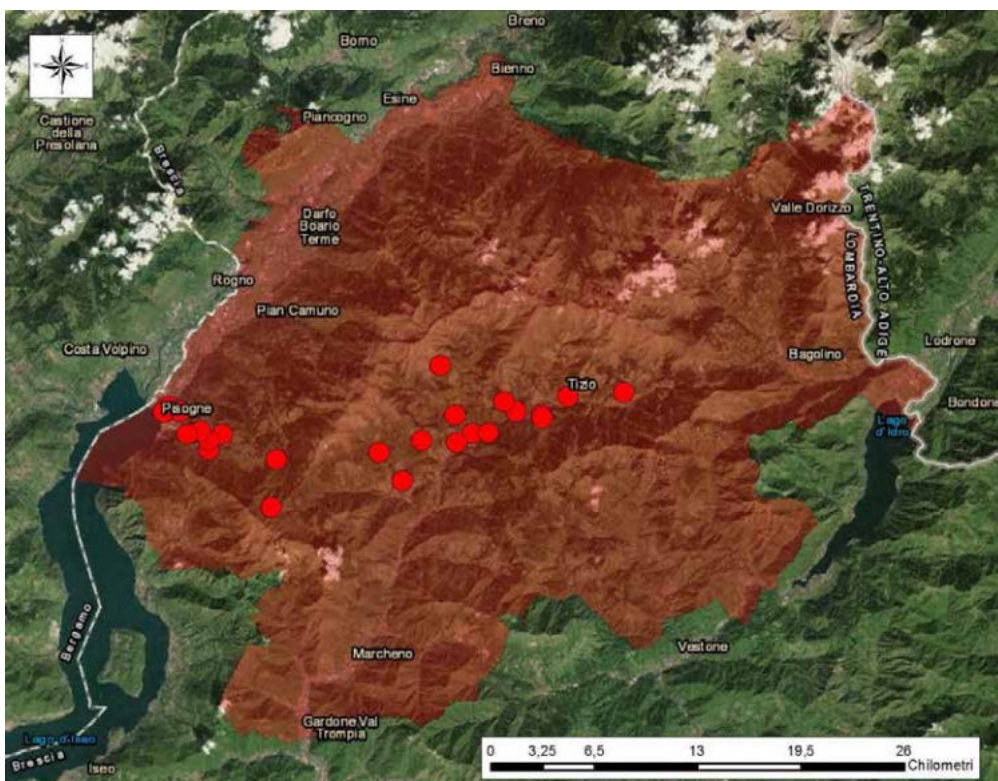 Breno
Borno
Bienno
Esine
Piancogno
Castione
della
Presolana
Brescia
Valle Dorizzo
Darfo
Boario
Terme
TRENTINO-ALTO ADIGE
LOMBARDIA
Rogno
Pian Camuno
Costa Volpino
Lodrone
Bagolino
Tizio
Pisogne
Bondone
Lago
d'Idro
Bergamo
Vestone
Marcheno
Gardone Val
Trompia
Lago d'Iseo
Brescia
Iseo
0 3,25 6,5 13 19,5 26
Chilometri